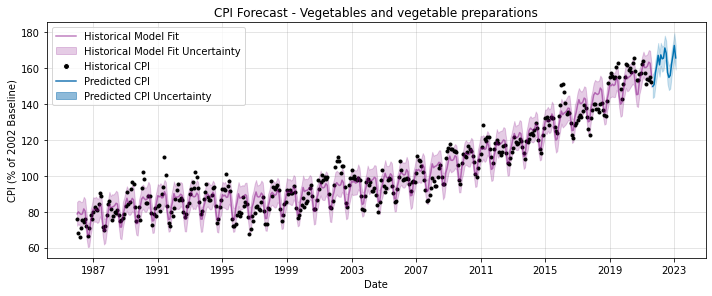 CPI Forecast - Vegetables and vegetable preparations
Historical Model Fit
Historical Model Fit Uncertainty
Historical CPI
Predicted CPI
Predicted CPI Uncertainty
CPI (% of 2002 Baseline)
180
160
140
120
100
80
60
1987 1991 1995 1999 2003 2007 2011 2015 2019 2023
Date